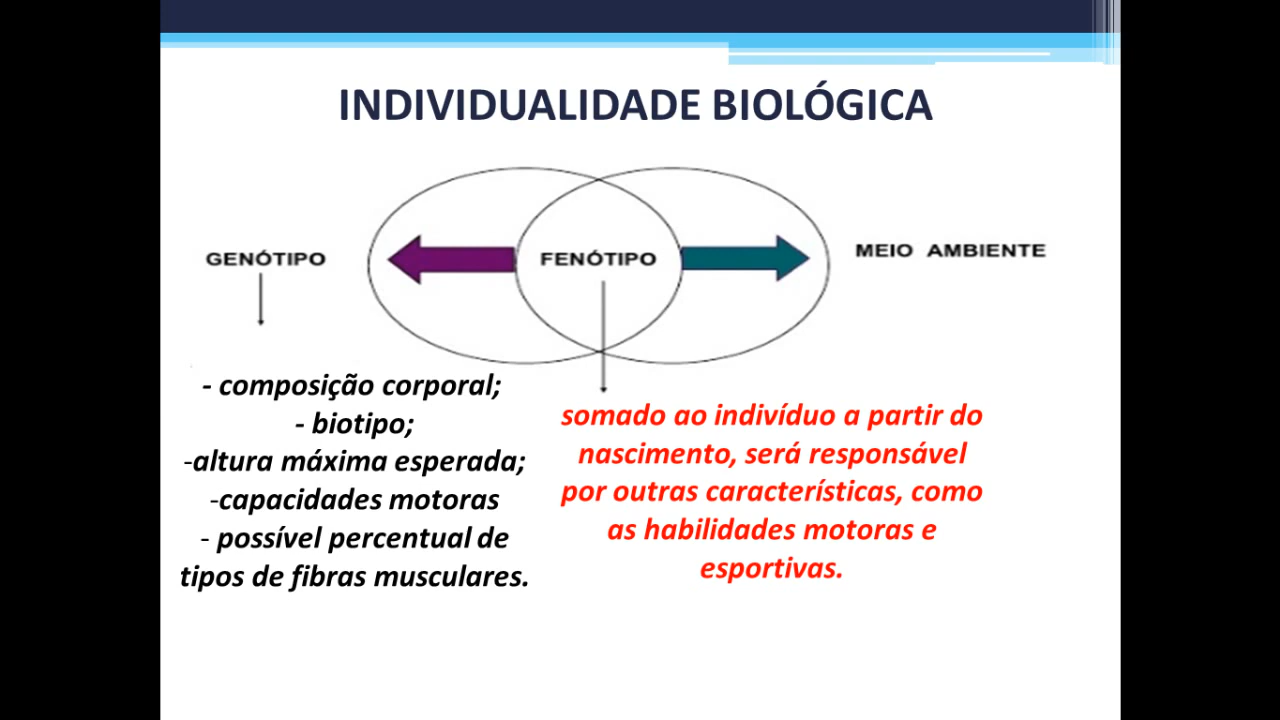 INDIVIDUALIDADE BIOLÓGICA
GENÓTIPO
FENÓTIPO
MEIO AMBIENTE
- composição corporal;
- biotipo;
-altura máxima esperada;
-capacidades motoras
- possível percentual de
tipos de fibras musculares.
somado ao indivíduo a partir do
nascimento, será responsável
por outras características, como
as habilidades motoras e
esportivas.